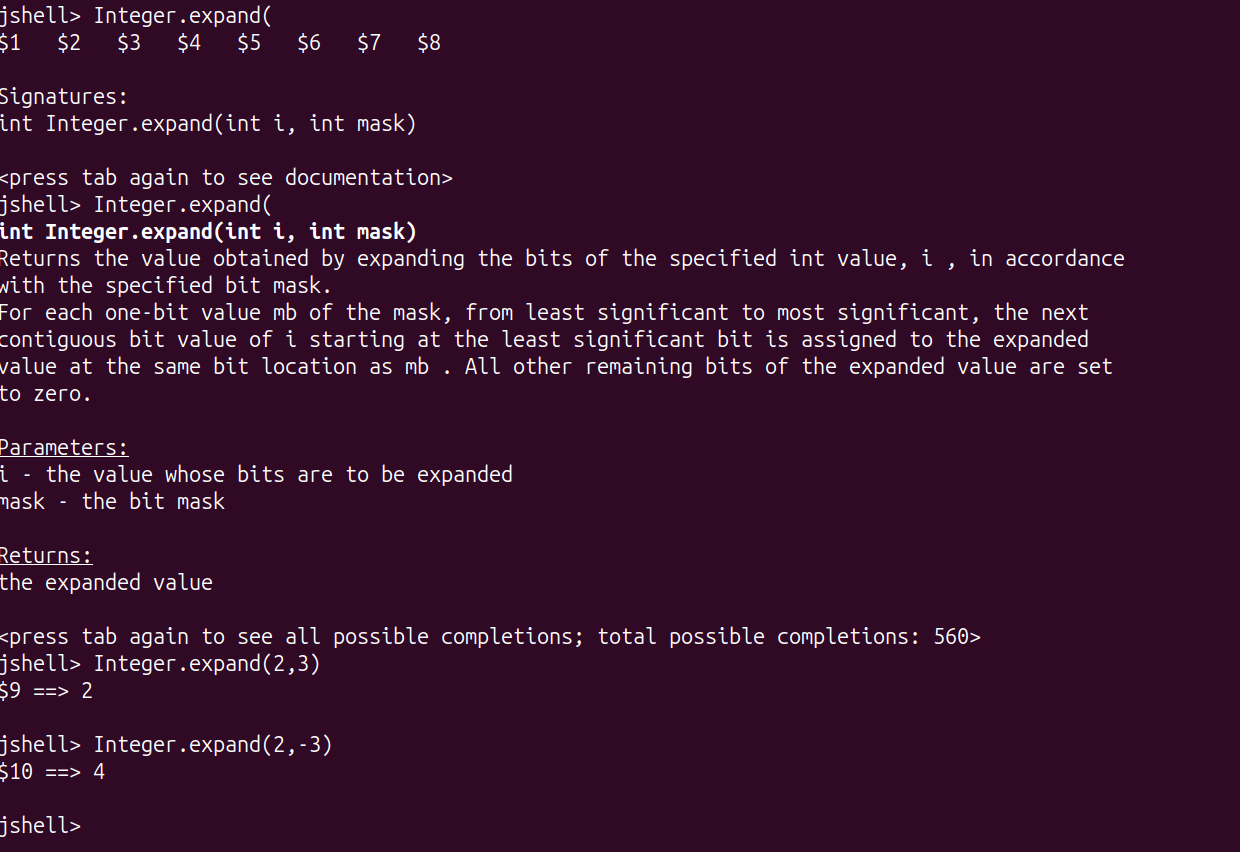 jshell> Integer.expand(
$1   $2   $3   $4   $5   $6   $7   $8
Signatures:
int Integer.expand(int i, int mask)
<press tab again to see documentation>
jshell> Integer.expand(
int Integer.expand(int i, int mask)
Returns the value obtained by expanding the bits of the specified int value, i , in accordance
with the specified bit mask.
For each one-bit value mb of the mask, from least significant to most significant, the next
contiguous bit value of i starting at the least significant bit is assigned to the expanded
value at the same bit location as mb . All other remaining bits of the expanded value are set
to zero.
Parameters:
i - the value whose bits are to be expanded
mask - the bit mask
Returns:
the expanded value
<press tab again to see all possible completions; total possible completions: 560>
jshell> Integer.expand(2,3)
$9 ==> 2
jshell> Integer.expand(2,-3)
$10 ==> 4
jshell>